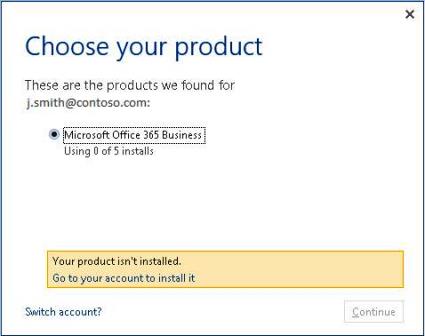 Choose your product
These are the products we found for
j.smith@contoso.com:
Microsoft Office 365 Business
Using 0 of 5 installs
Your product isn't installed.
Go to your account to install it
Switch account?
Continue